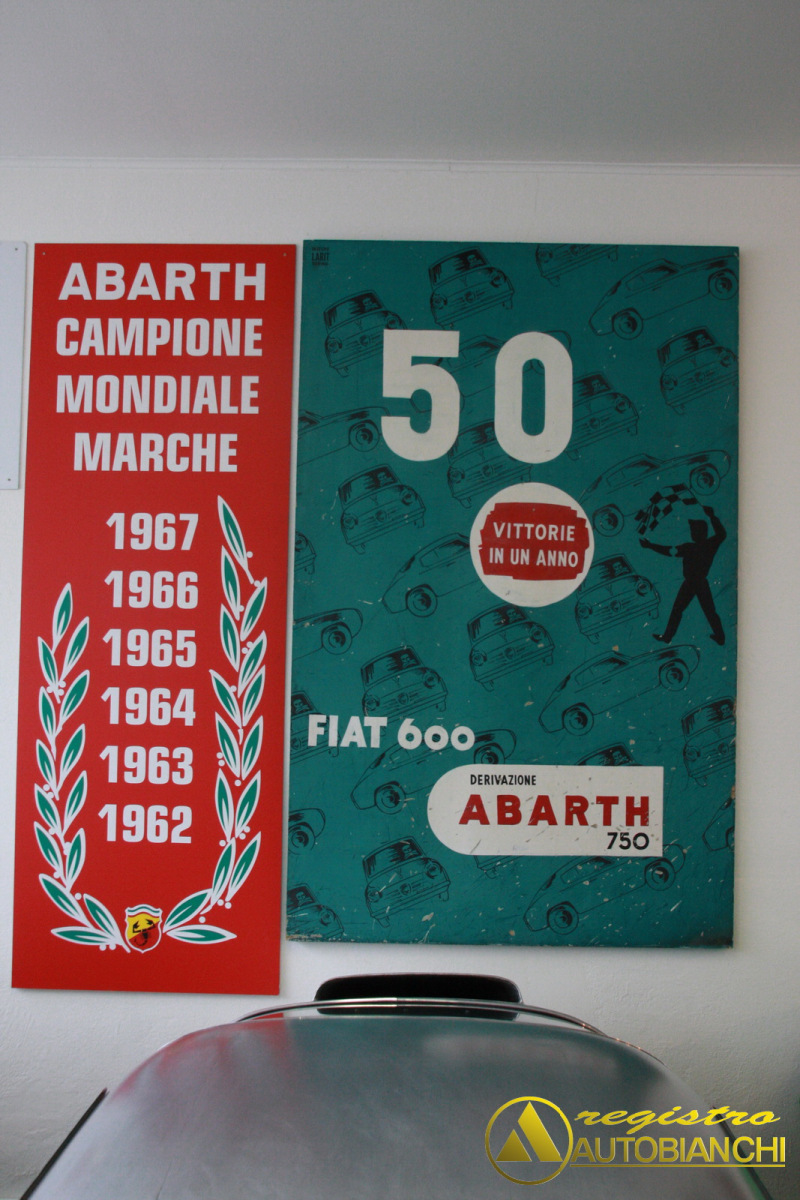 ABARTH
CAMPIONE
MONDIALE
MARCHE
1967
1966
1965
1964
1963
1962
LARIT
50
VITTORIE
IN UN ANNO
FIAT 600
DERIVAZIONE
ABARTH
750
registro
AUTOBIANCHI